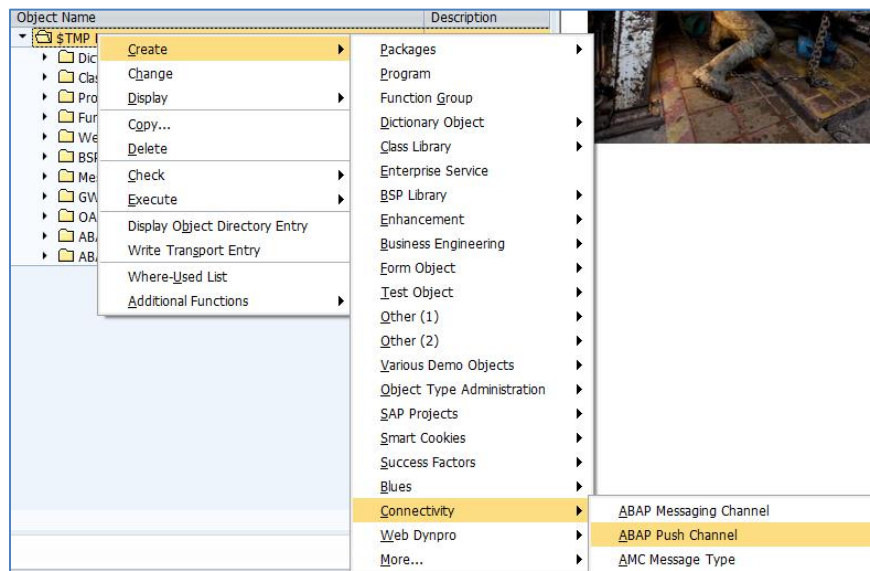 Object Name
Description
$TMP
Create
Change
Display
Copy...
Delete
Check
Execute
Display Object Directory Entry
Write Transport Entry
Where-Used List
Additional Functions
Packages
Program
Function Group
Dictionary Object
Class Library
Enterprise Service
BSP Library
Enhancement
Business Engineering
Form Object
Test Object
Other (1)
Other (2)
Various Demo Objects
Object Type Administration
SAP Projects
Smart Cookies
Success Factors
Blues
Connectivity
Web Dynpro
More...
ABAP Messaging Channel
ABAP Push Channel
AMC Message Type